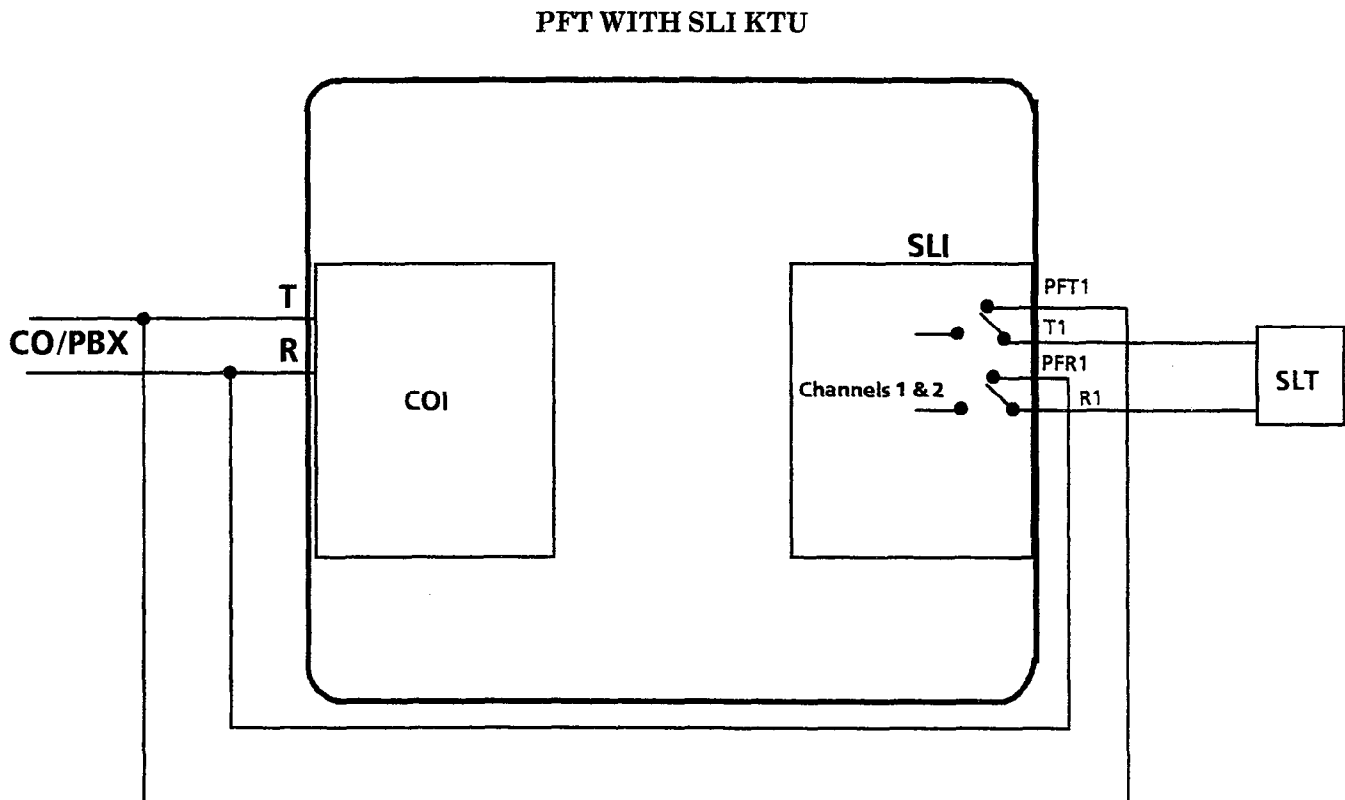 PFT WITH SLI KTU
SLI
T
PFT1
T1
CO/PBX
R
PFR1
Channels 1 & 2
R1
SLT
COI